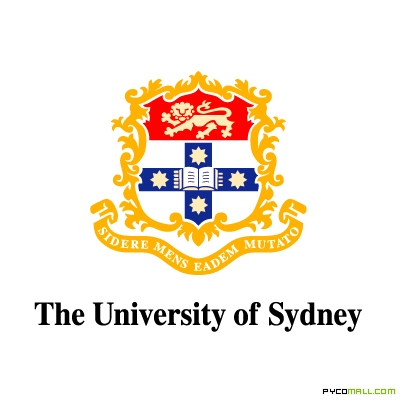 SIDERE MENS EADEM MUTATO
The University of Sydney
PYCOMALL.COM